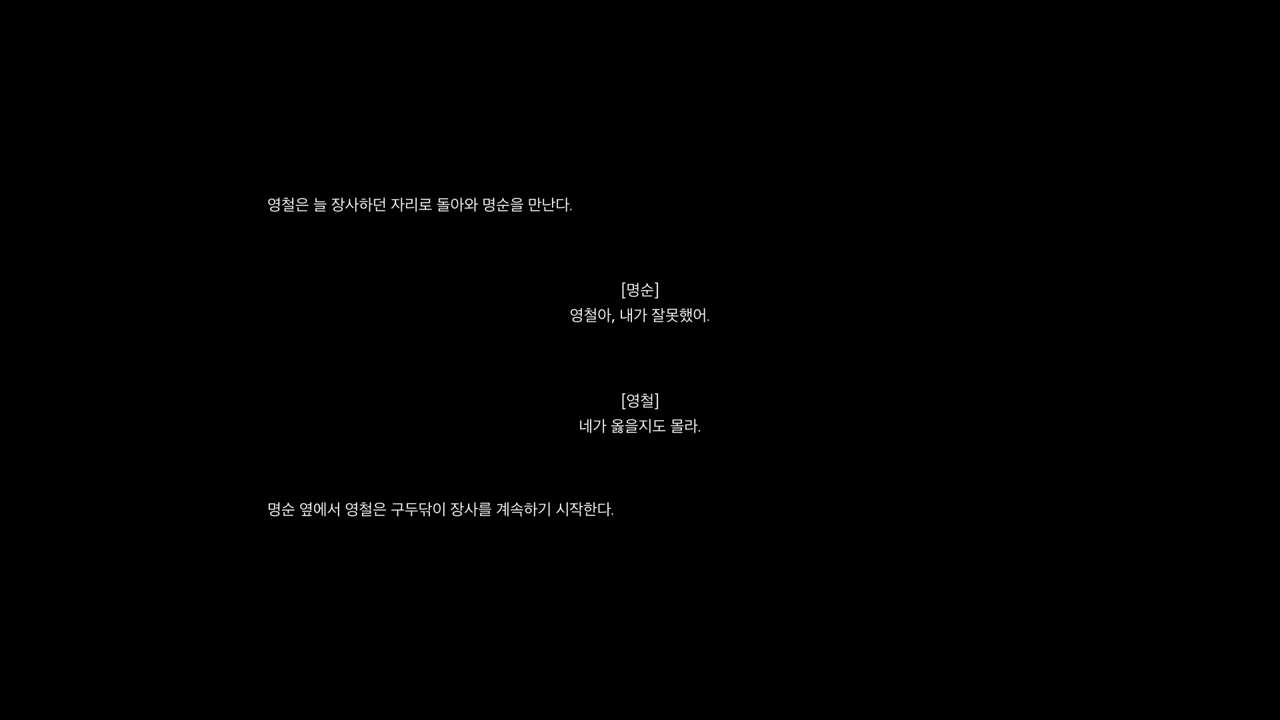 영철은 늘 장사하던 자리로 돌아와 명순을 만난다.
[명순]
영철아, 내가 잘못했어.
[영철]
네가 옳을지도 몰라.
명순 옆에서 영철은 구두닦이 장사를 계속하기 시작한다.